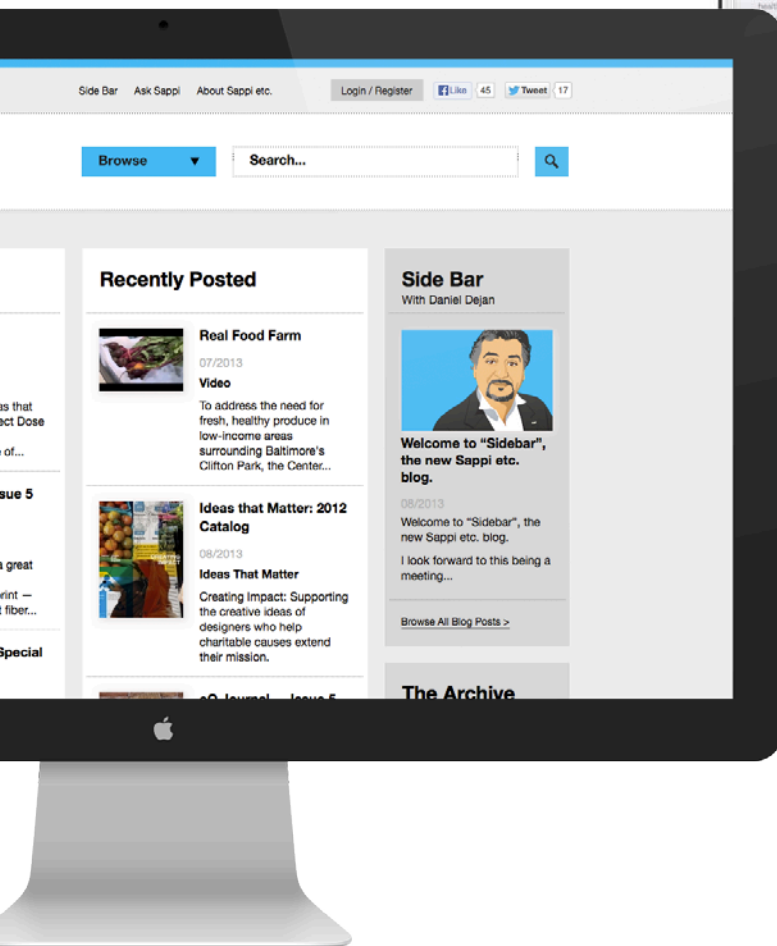 Side Bar Ask Sappi About Sappi etc. Login / Register Like 45 Tweet 17
Browse ▼ Search...
as that
ect Dose
of...
sue 5
a great
rint —
t fiber...
Special
Recently Posted
Real Food Farm
07/2013
Video
To address the need for
fresh, healthy produce in
low-income areas
surrounding Baltimore's
Clifton Park, the Center...
Ideas that Matter: 2012
Catalog
08/2013
Ideas That Matter
Creating Impact: Supporting
the creative ideas of
designers who help
charitable causes extend
their mission.
eQ Journal — Issue 5
Side Bar
With Daniel Dejan
Welcome to “Sidebar”,
the new Sappi etc.
blog.
08/2013
Welcome to "Sidebar", the
new Sappi etc. blog.
I look forward to this being a
meeting...
Browse All Blog Posts >
The Archive